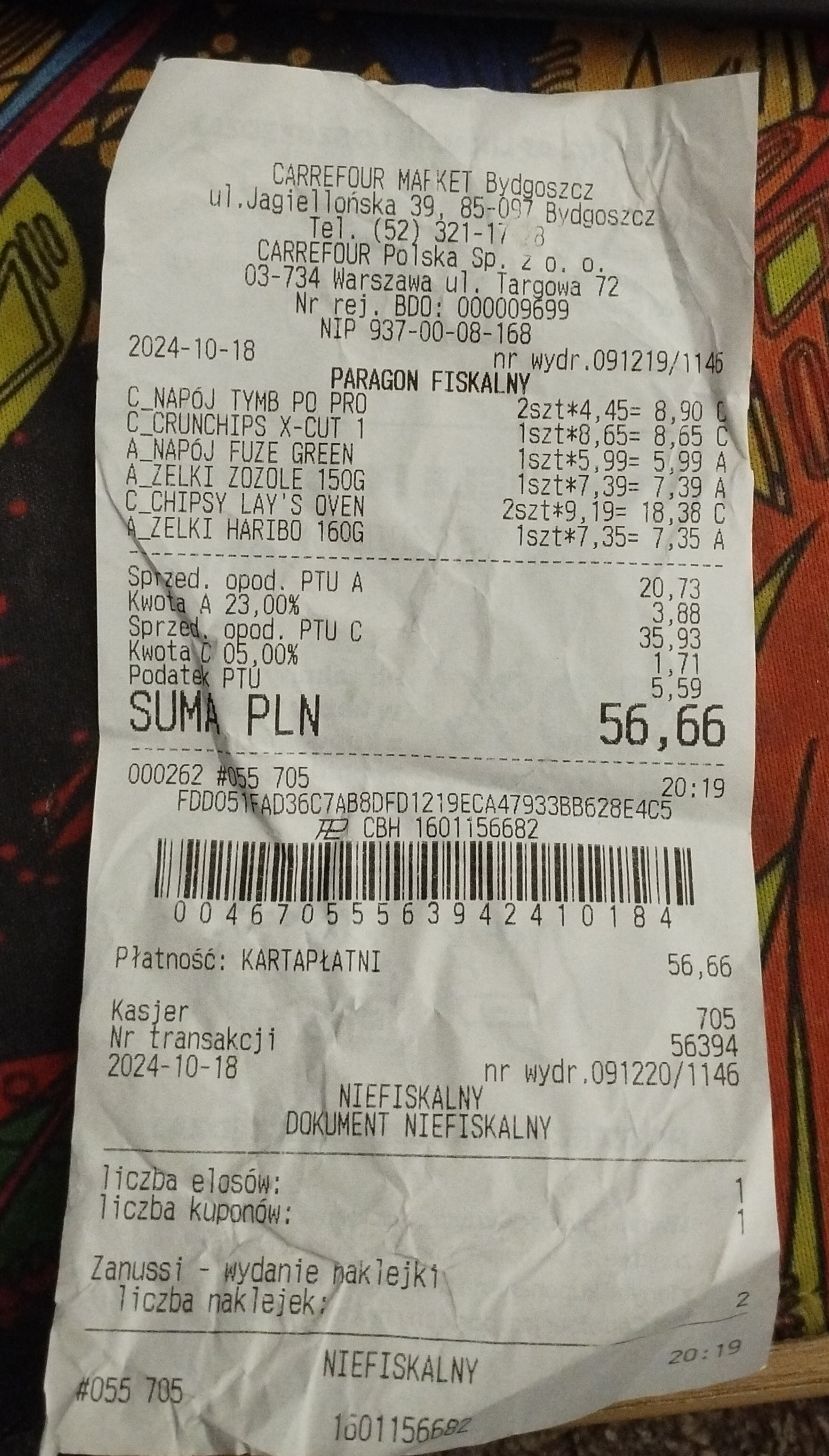 CARREFOUR MARKET Bydgoszcz
ul.Jagiellońska 39, 85-097 Bydgoszcz
Tel. (52) 321-17
CARREFOUR Polska Sp. z o. o.
03-734 Warszawa ul. Targowa 72
Nr rej. BDO: 000009699
NIP 937-00-08-168
2024-10-18 nr wydr.091219/1146
PARAGON FISKALNY
C_NAPÓJ TYMB PO PRO 2szt*4,45= 8,90 C
C_CRUNCHIPS X-CUT 1 1szt*8,65= 8,65 C
A_NAPÓJ FUZE GREEN 1szt*5,99= 5,99 A
A_ZELKI ZOZOLE 150G 1szt*7,39= 7,39 A
C_CHIPSY LAY'S OVEN 2szt*9,19= 18,38 C
A_ZELKI HARIBO 160G 1szt*7,35= 7,35 A
Sprzed. opod. PTU A 20,73
Kwota A 23,00% 3,88
Sprzed. opod. PTU C 35,93
Kwota C 05,00% 1,71
Podatek PTU 5,59
SUMA PLN 56,66
000262 #055 705 20:19
FDD051FAD36C7AB8DFD1219ECA47933BB628E4C5
CBH 1601156682
0046705556394241018​4
Płatność: KARTAPŁATNI 56,66
Kasjer 705
Nr transakcji 56394
2024-10-18 nr wydr.091220/1146
NIEFISKALNY
DOKUMENT NIEFISKALNY
liczba elosów: 1
liczba kuponów: 1
Zanussi - wydanie naklejki
liczba naklejek: 2
NIEFISKALNY
#055 705 20:19
1601156682